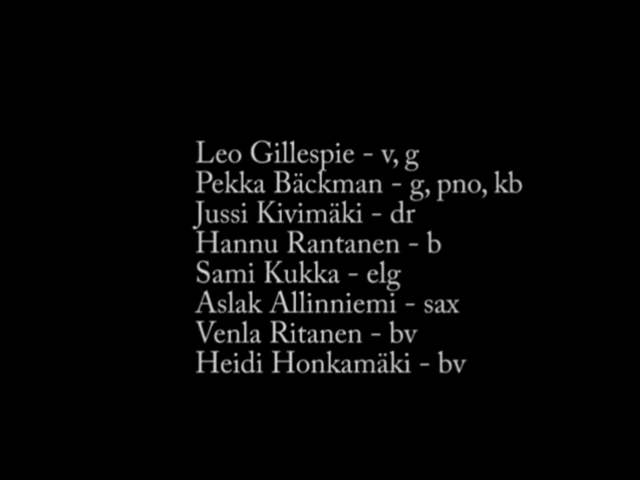 Leo Gillespie - v, g
Pekka Bäckman - g, pno, kb
Jussi Kivimäki - dr
Hannu Rantanen - b
Sami Kukka - elg
Aslak Allinniemi - sax
Venla Ritanen - bv
Heidi Honkamäki - bv